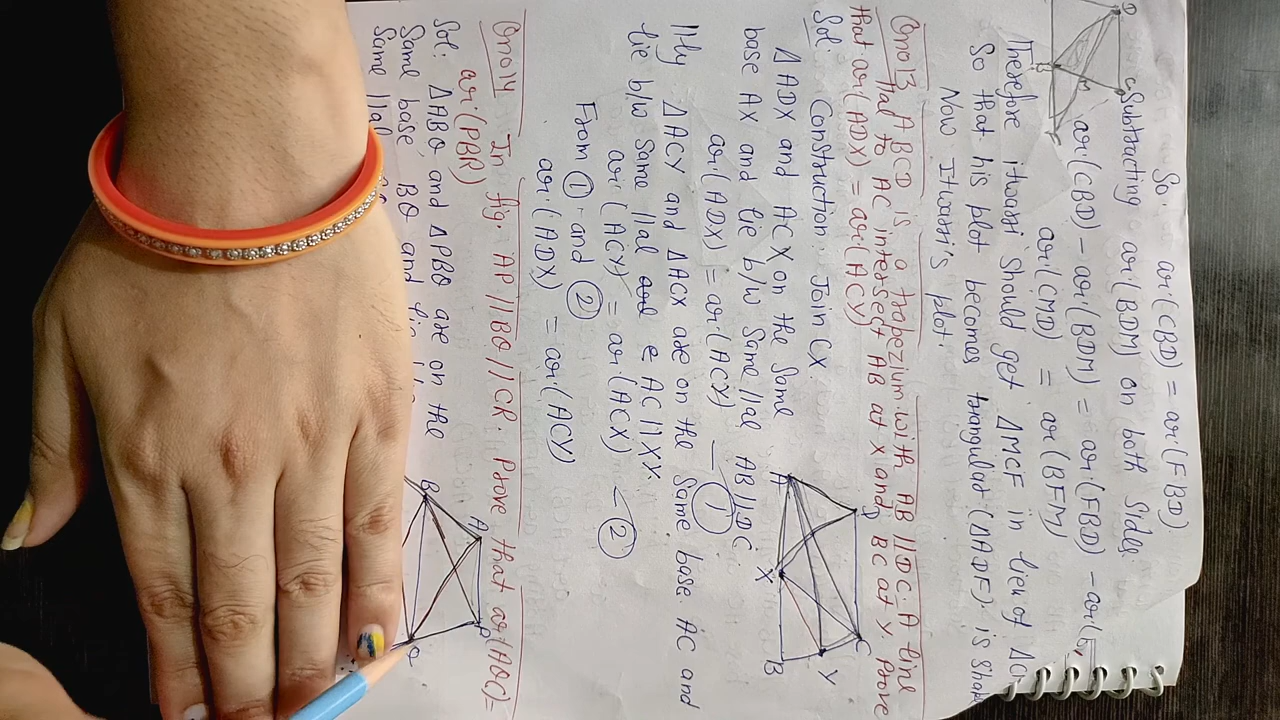 So. ar(CBD) = ar(FBD)
Subtracting ar(BDM) on both Sides.
ar(CBD) - ar(BDM) = ar(FBD) - ar(
ar(CMD) = ar(BFM)
Therefore itwasi Should get ΔMCF in lieu of Δ
So that his plot becomes triangular (ΔADF). is Shap
Now Itwasi's plot.
Qno13 ABCD is a trapezium with AB || DC. A line
||al to AC intersect AB at X and BC at Y Prove
that ar(ADX) = ar(ACY)
Sol: Construction: Join CX.
ΔADX and ACX on the Same
base AX and lie b/w Same ||al AB || DC
ar(ADX) = ar(ACX) — ①
||ly ΔACY and ΔACX are on the Same base. AC and
lie b/w Same ||al AC || XY
ar(ACY) = ar(ACX) — ②
From ① and ②
ar(ADX) = ar(ACY)
Qno14 In fig. AP || BQ || CR. Prove that ar(AQC) =
ar(PBR)
Sol: ΔABQ, and ΔPBQ are on the
Same base BQ and
Same ||al
D
C
M
D
C
A
X
B
Y
A
B
P
Q